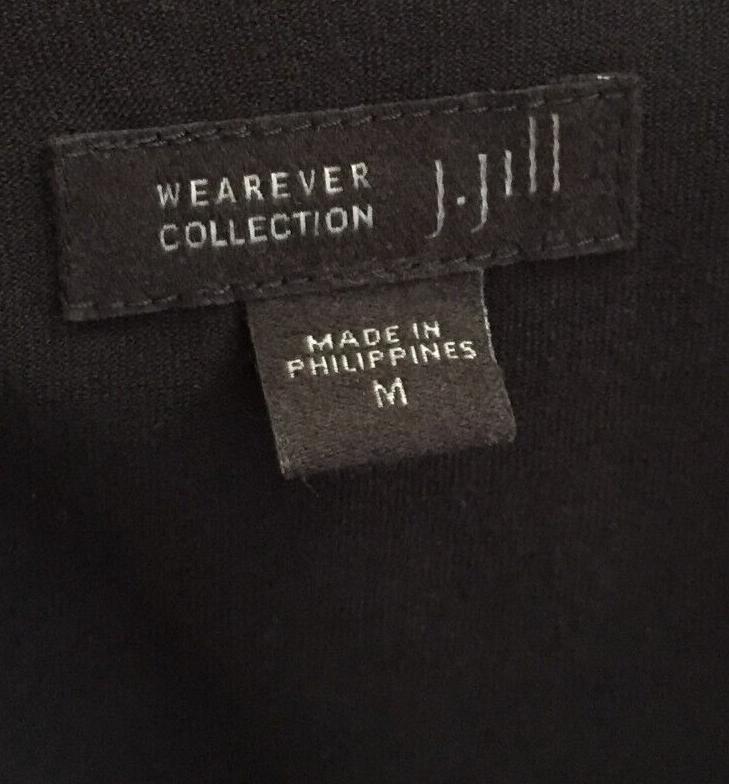 WEAREVER
COLLECTION
J.Jill
MADE IN
PHILIPPINES
M